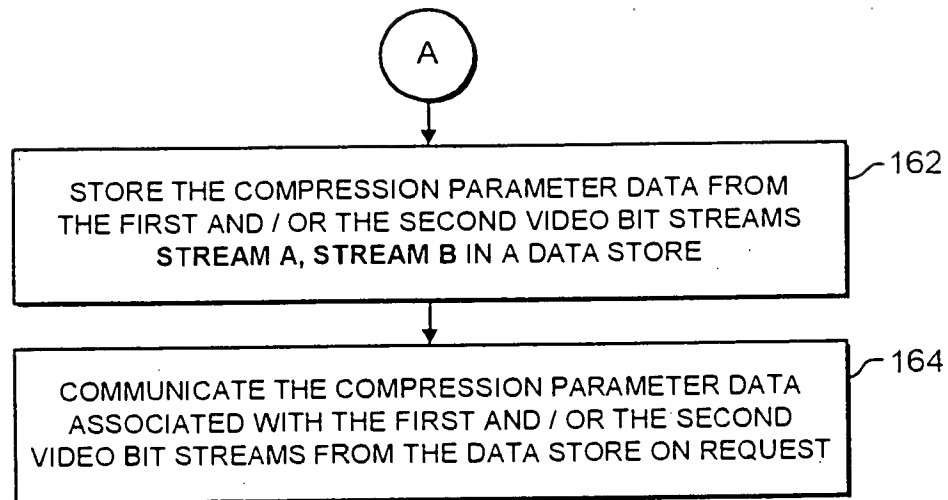 A
162
STORE THE COMPRESSION PARAMETER DATA FROM
THE FIRST AND / OR THE SECOND VIDEO BIT STREAMS
STREAM A, STREAM B IN A DATA STORE
164
COMMUNICATE THE COMPRESSION PARAMETER DATA
ASSOCIATED WITH THE FIRST AND / OR THE SECOND
VIDEO BIT STREAMS FROM THE DATA STORE ON REQUEST